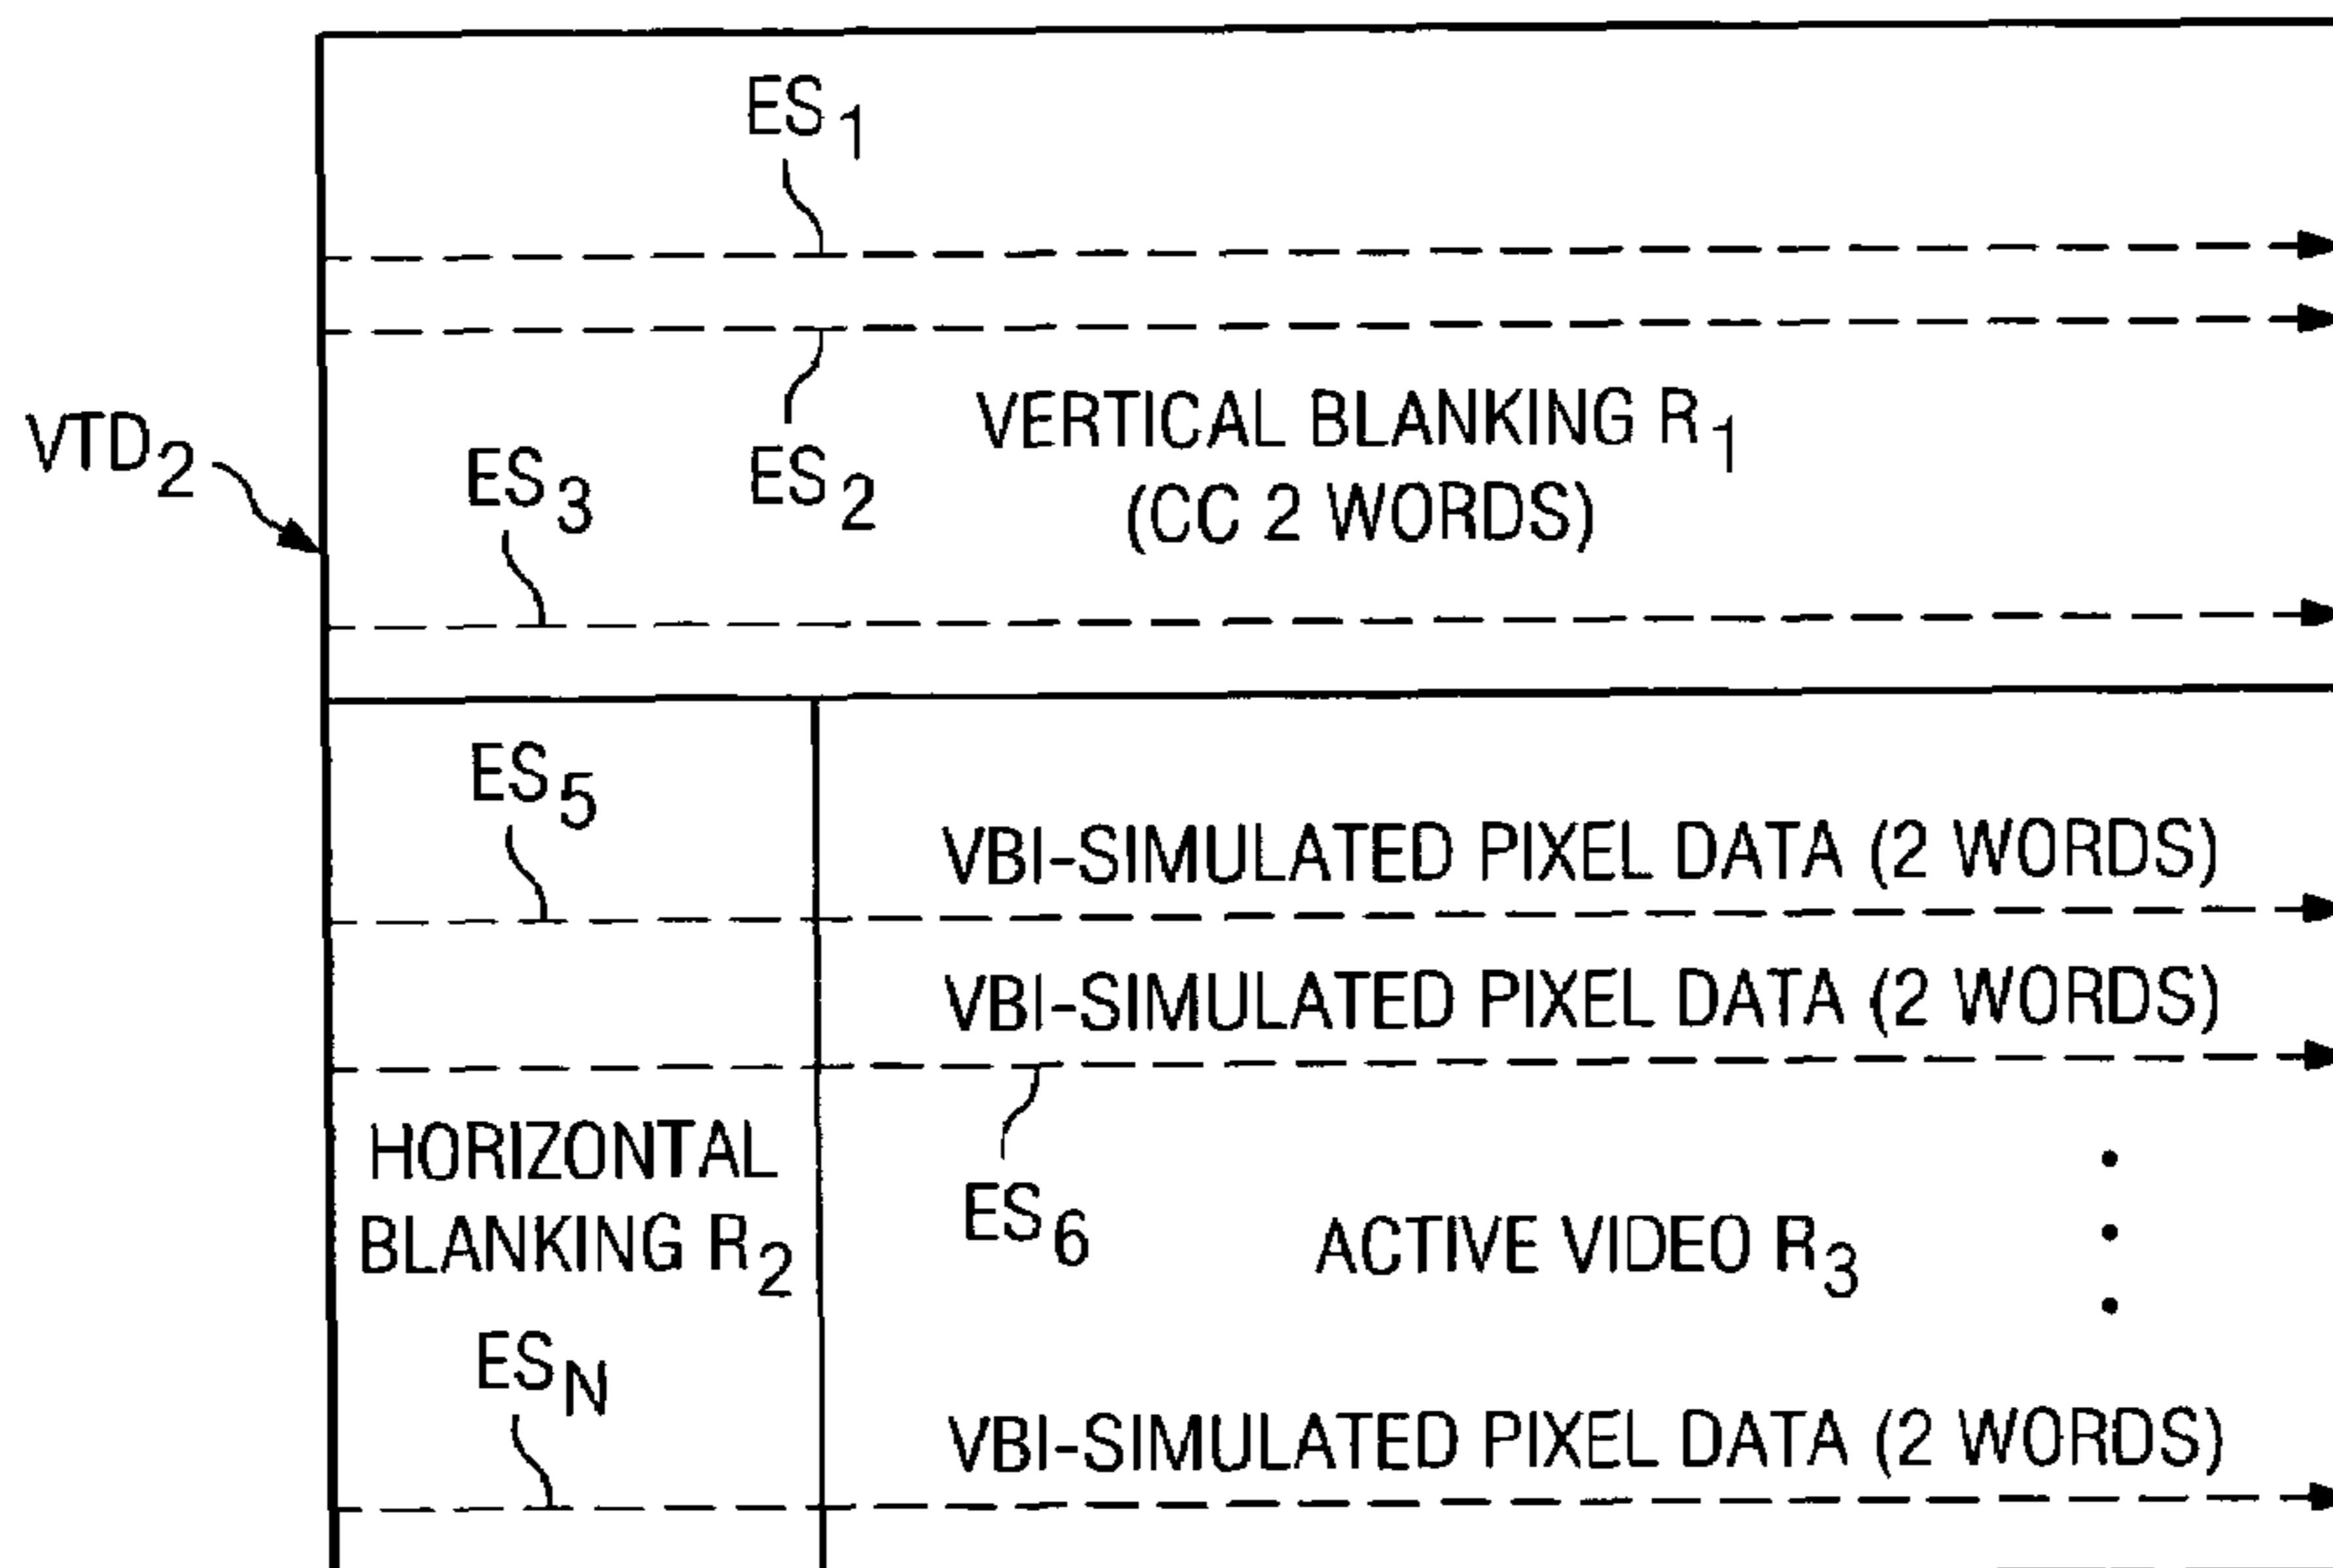 ES1
VERTICAL BLANKING R1
(CC 2 WORDS)
VTD2
ES3
ES2
ES5
VBI-SIMULATED PIXEL DATA (2 WORDS)
VBI-SIMULATED PIXEL DATA (2 WORDS)
HORIZONTAL
BLANKING R2
ES6
ACTIVE VIDEO R3
ESN
VBI-SIMULATED PIXEL DATA (2 WORDS)